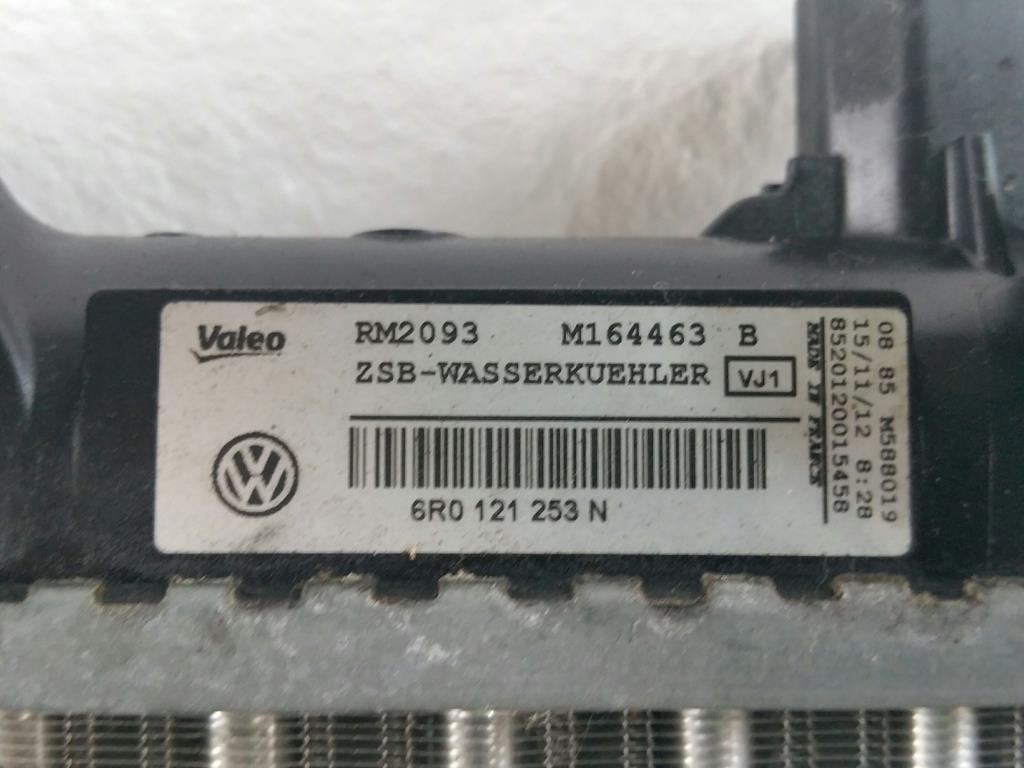 Valeo
RM2093 M164463 B
ZSB-WASSERKUEHLER VJ1
6R0 121 253 N
08 85 M588019
15/11/12 8:28
8520120015458
MADE IN FRANCE